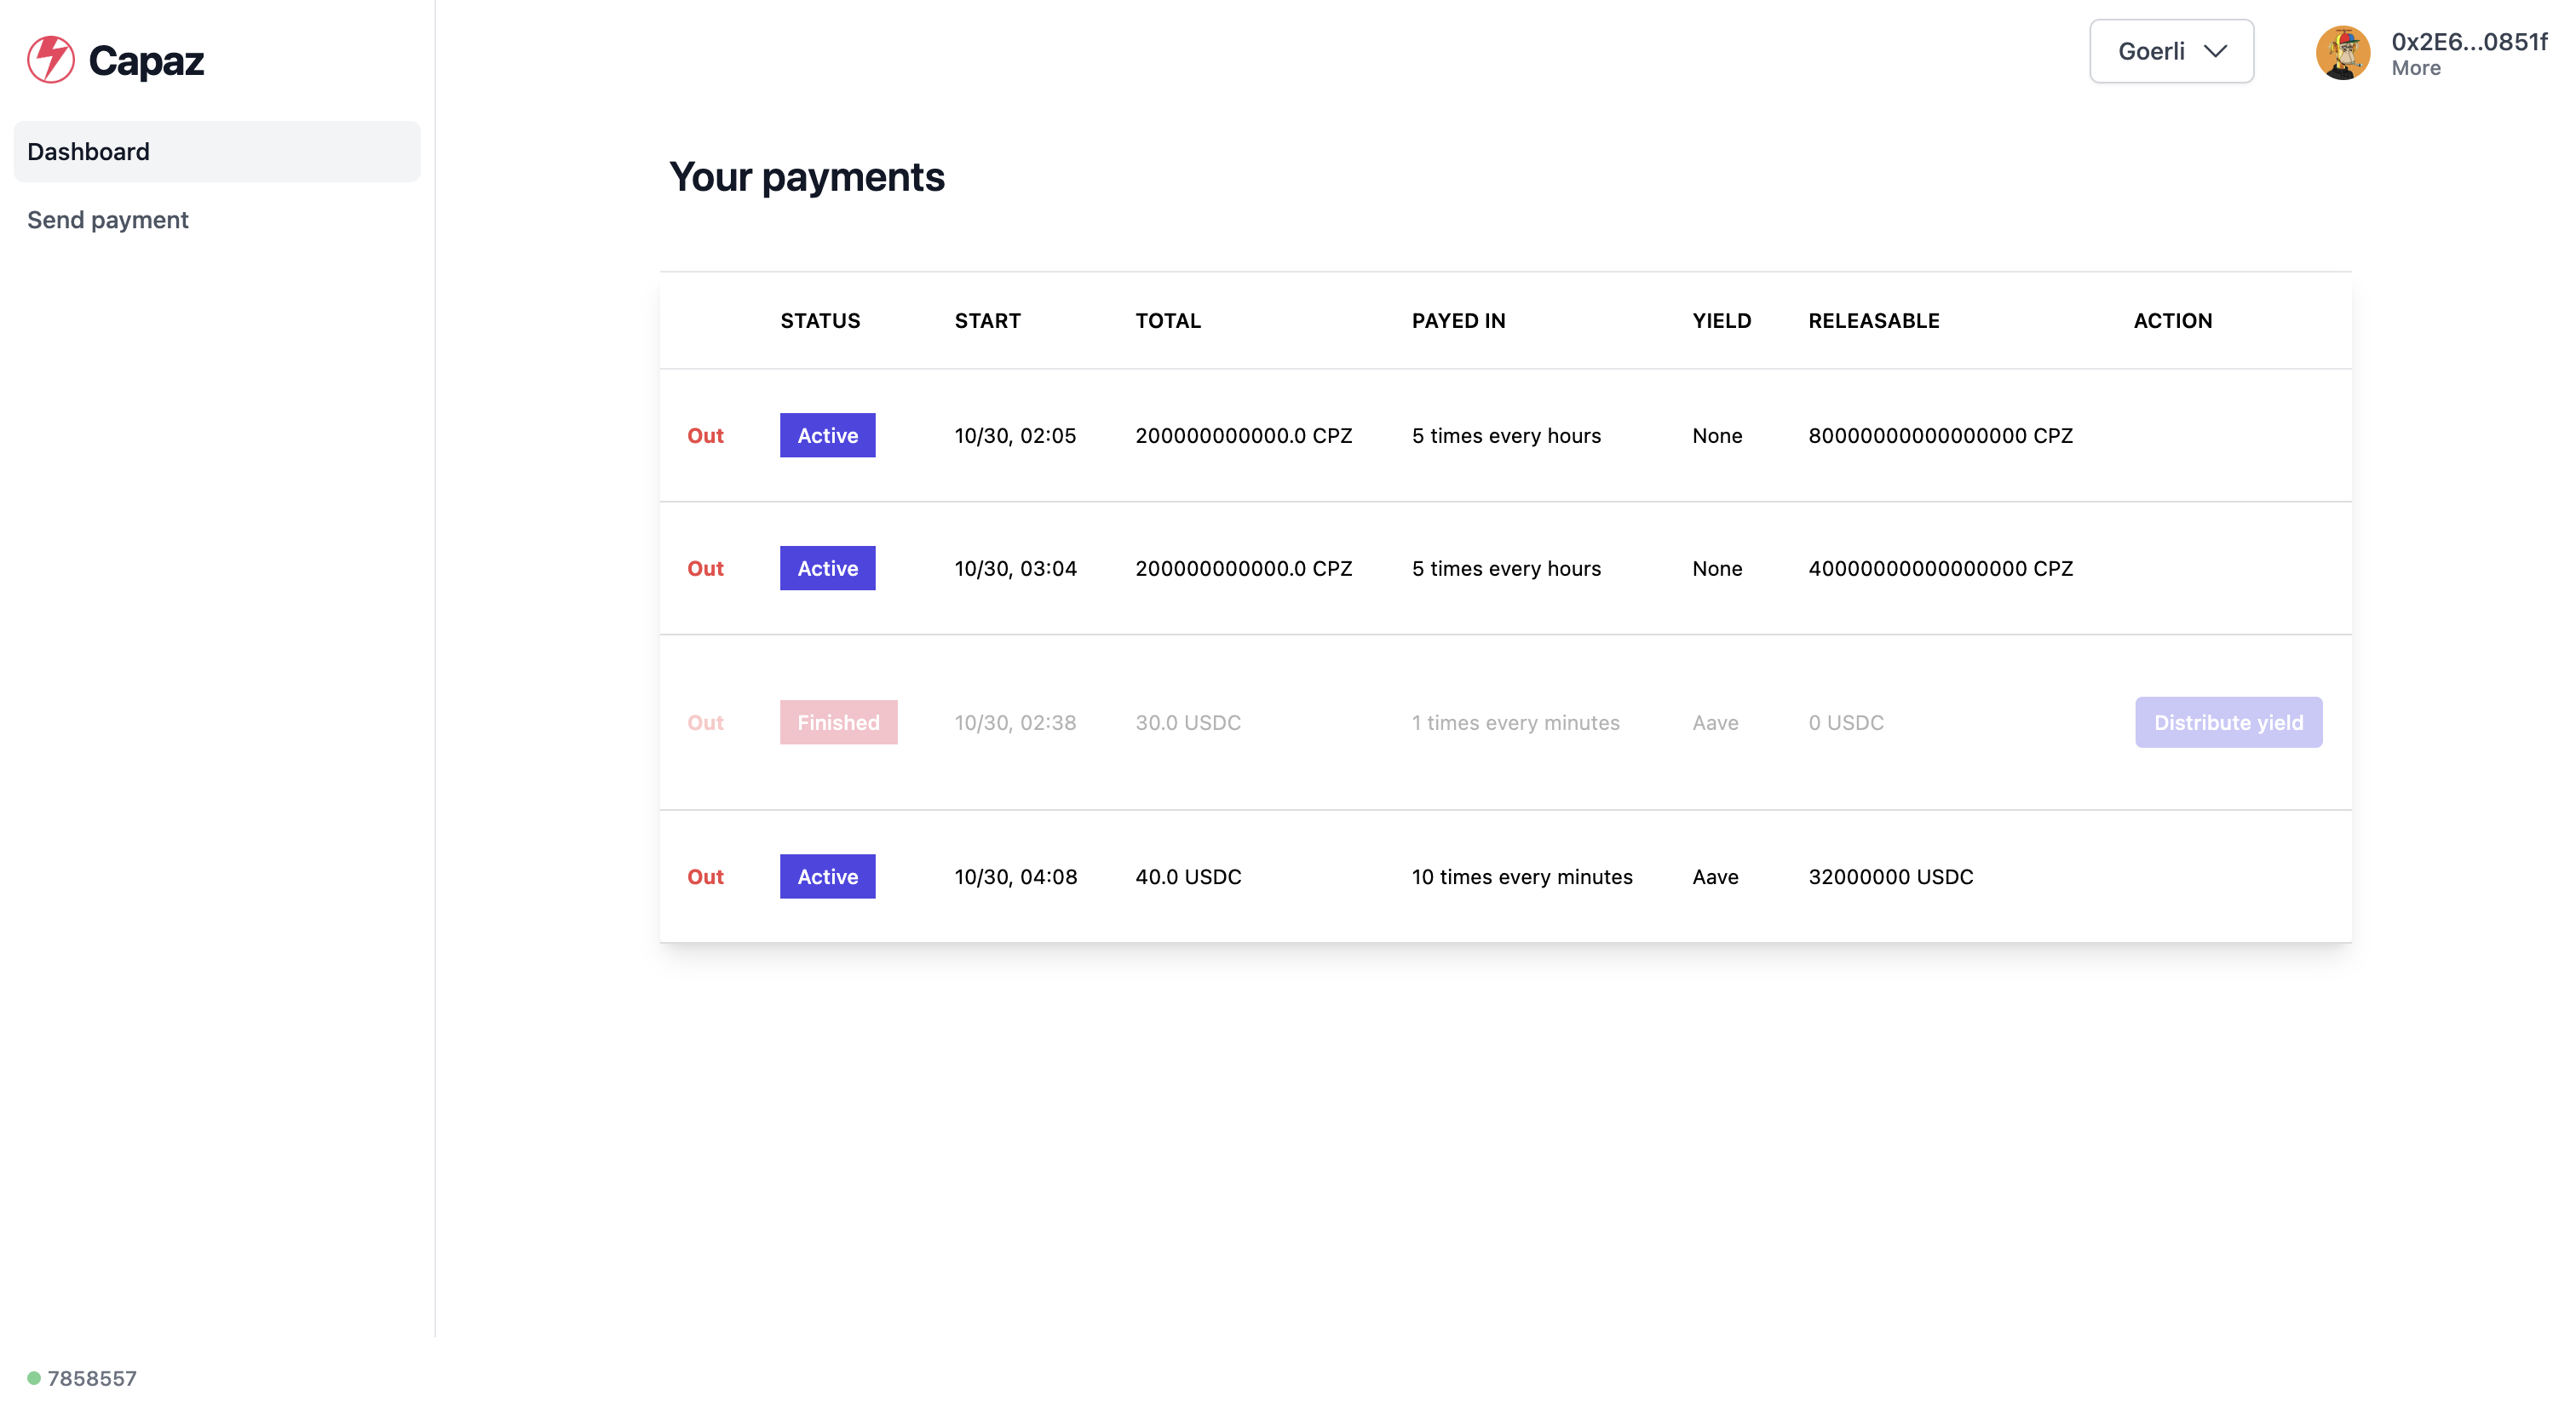 Capaz
Goerli
0x2E6...0851f
More
Dashboard
Send payment
Your payments
STATUS START TOTAL PAYED IN YIELD RELEASABLE ACTION
Out Active 10/30, 02:05 200000000000.0 CPZ 5 times every hours None 80000000000000000 CPZ
Out Active 10/30, 03:04 200000000000.0 CPZ 5 times every hours None 40000000000000000 CPZ
Out Finished 10/30, 02:38 30.0 USDC 1 times every minutes Aave 0 USDC Distribute yield
Out Active 10/30, 04:08 40.0 USDC 10 times every minutes Aave 32000000 USDC
7858557